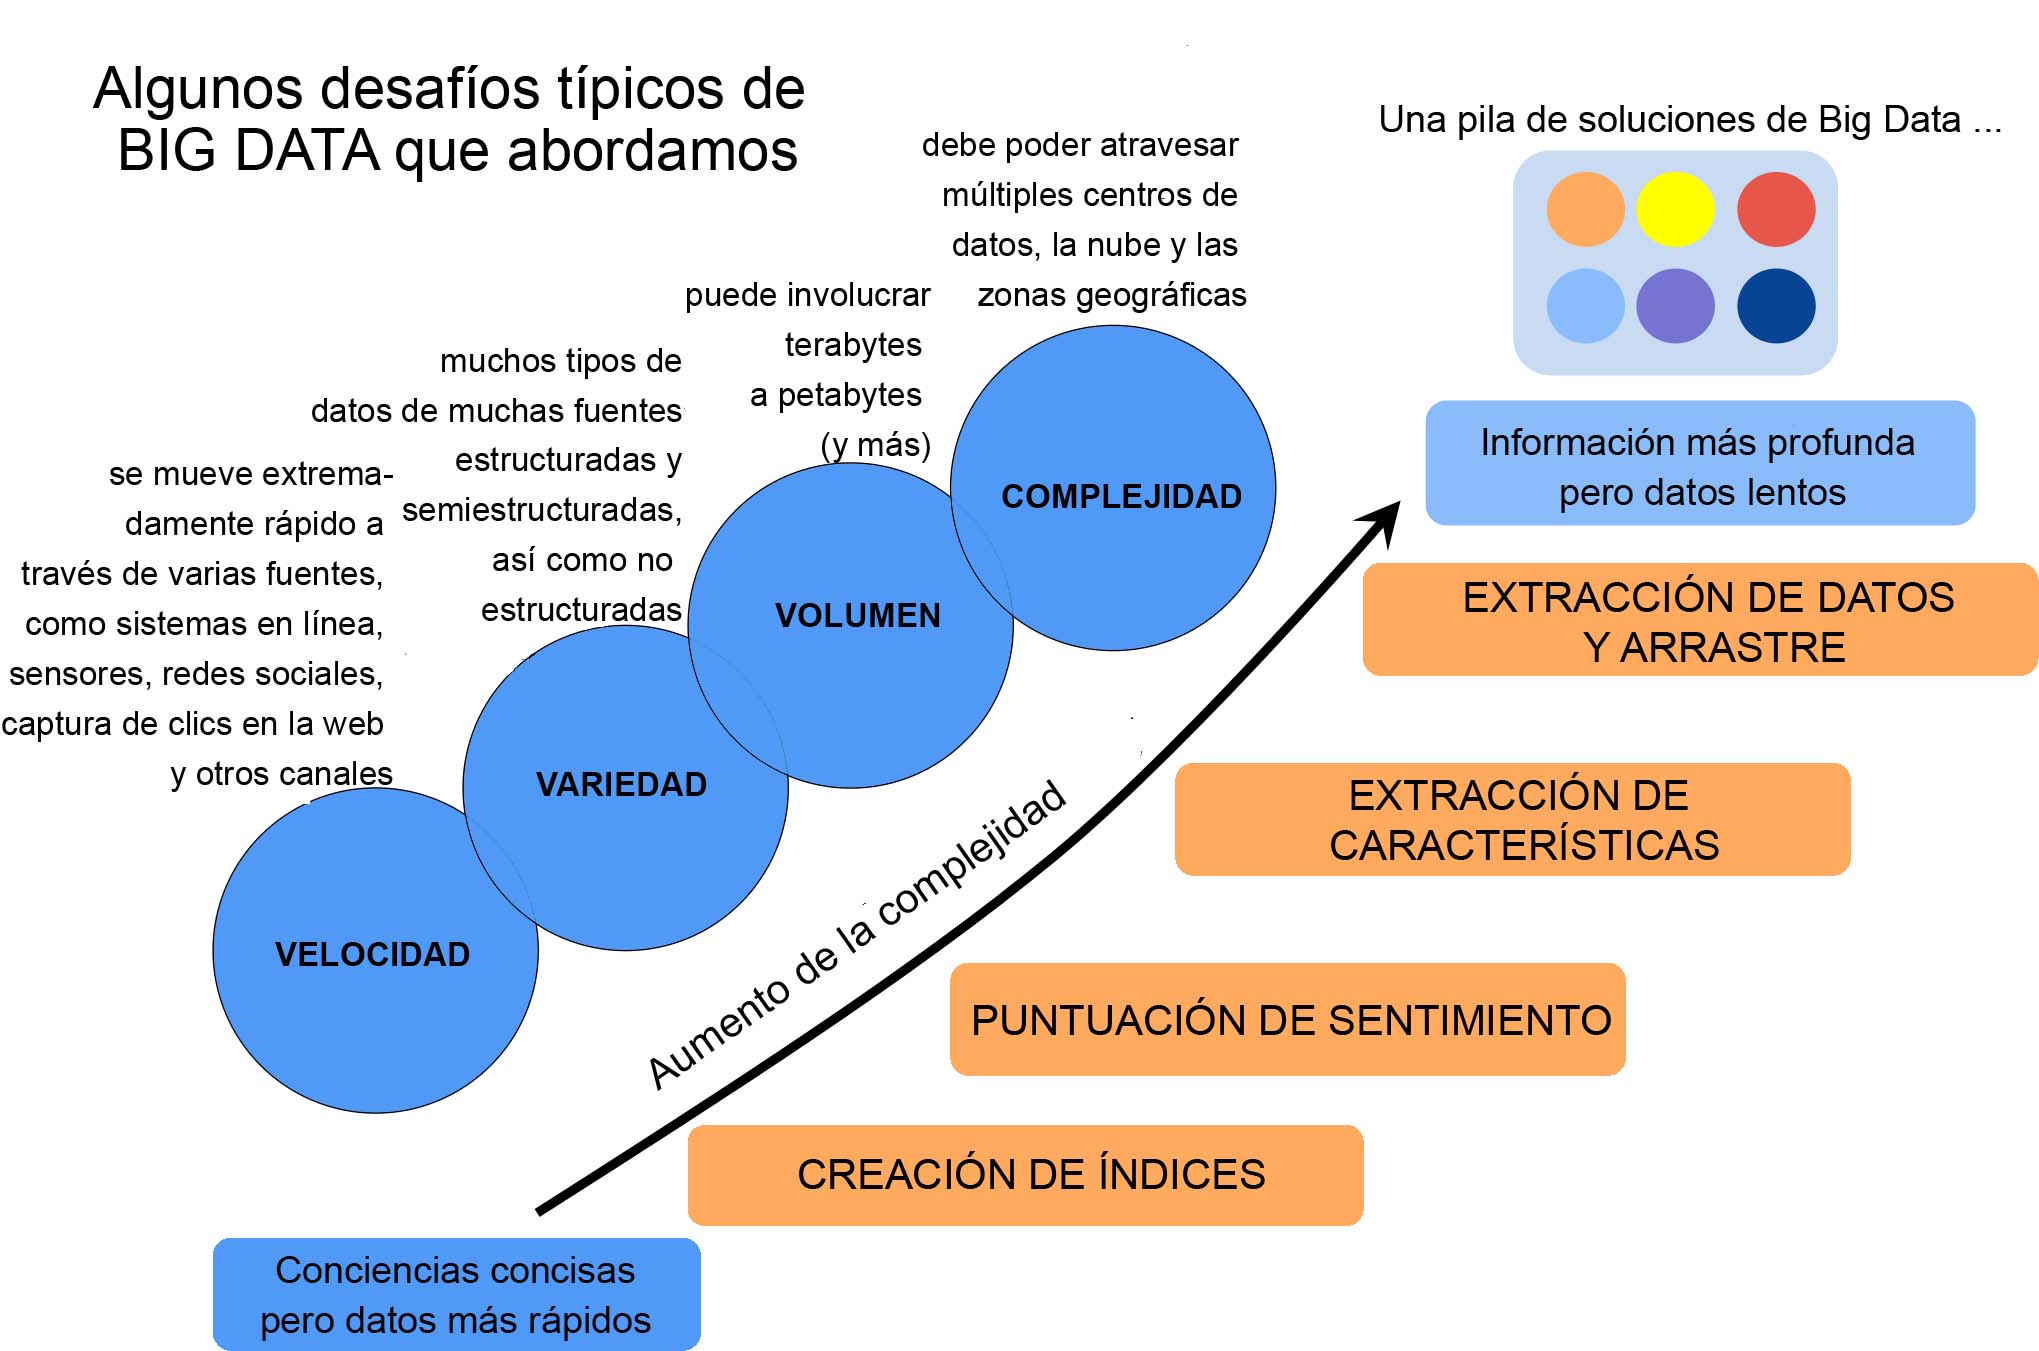 Algunos desafíos típicos de
BIG DATA que abordamos
se mueve extrema-
damente rápido a
través de varias fuentes,
como sistemas en línea,
sensores, redes sociales,
captura de clics en la web
y otros canales
VELOCIDAD
muchos tipos de
datos de muchas fuentes
estructuradas y
semiestructuradas,
así como no
estructuradas
VARIEDAD
puede involucrar
terabytes
a petabytes
(y más)
VOLUMEN
debe poder atravesar
múltiples centros de
datos, la nube y las
zonas geográficas
COMPLEJIDAD
Aumento de la complejidad
Una pila de soluciones de Big Data ...
Información más profunda
pero datos lentos
EXTRACCIÓN DE DATOS
Y ARRASTRE
EXTRACCIÓN DE
CARACTERÍSTICAS
PUNTUACIÓN DE SENTIMIENTO
CREACIÓN DE ÍNDICES
Conciencias concisas
pero datos más rápidos